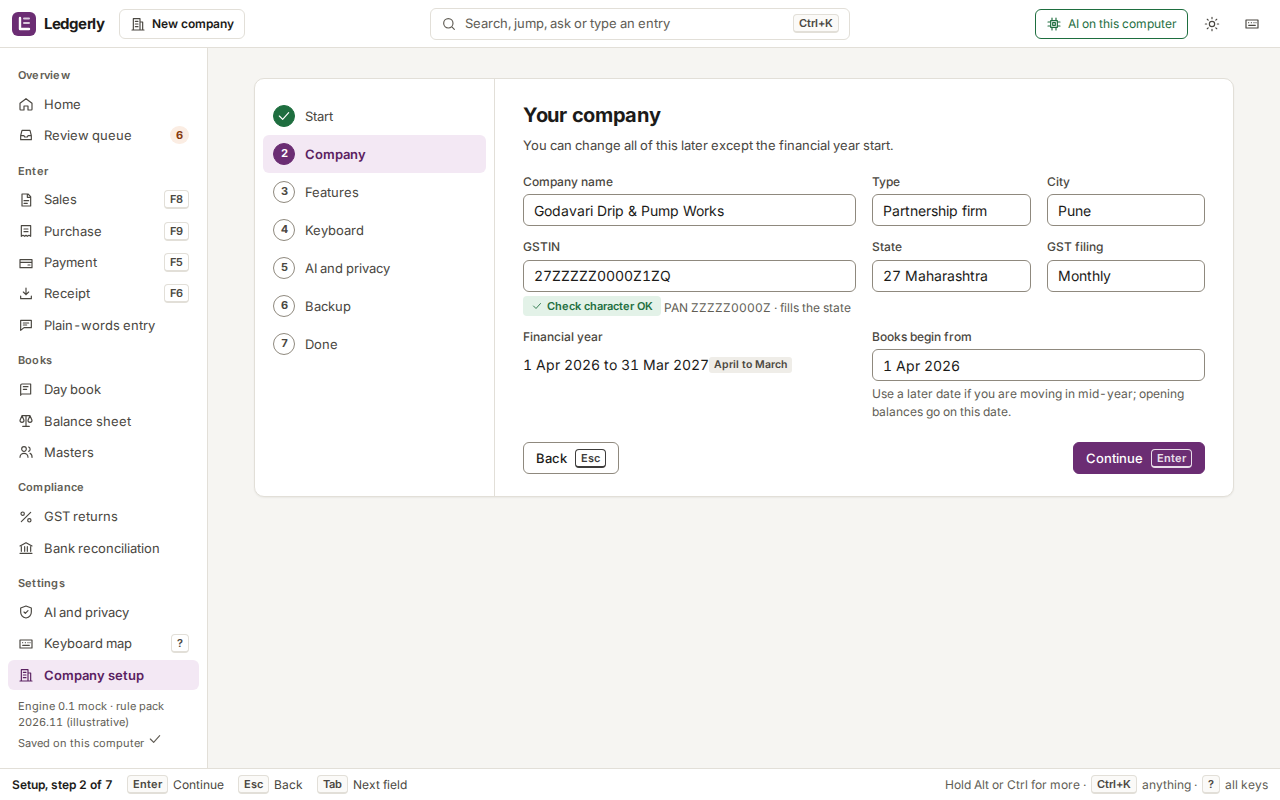 Ledgerly
New company
Search, jump, ask or type an entry
Ctrl+K
AI on this computer
Overview
Home
Review queue 6
Enter
Sales F8
Purchase F9
Payment F5
Receipt F6
Plain-words entry
Books
Day book
Balance sheet
Masters
Compliance
GST returns
Bank reconciliation
Settings
AI and privacy
Keyboard map ?
Company setup
Engine 0.1 mock · rule pack
2026.11 (illustrative)
Saved on this computer
Start
2 Company
3 Features
4 Keyboard
5 AI and privacy
6 Backup
7 Done
Your company
You can change all of this later except the financial year start.
Company name Type City
Godavari Drip & Pump Works Partnership firm Pune
GSTIN State GST filing
27ZZZZZ0000Z1ZQ 27 Maharashtra Monthly
Check character OK PAN ZZZZZ0000Z · fills the state
Financial year Books begin from
1 Apr 2026 to 31 Mar 2027 April to March 1 Apr 2026
Use a later date if you are moving in mid-year; opening
balances go on this date.
Back Esc Continue Enter
Setup, step 2 of 7 Enter Continue Esc Back Tab Next field Hold Alt or Ctrl for more · Ctrl+K anything · ? all keys